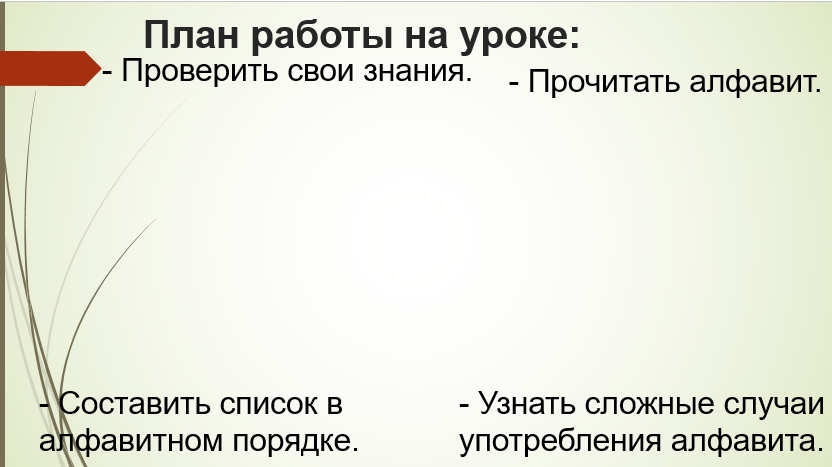 План работы на уроке:
- Проверить свои знания.
- Прочитать алфавит.
- Составить список в
алфавитном порядке.
- Узнать сложные случаи
употребления алфавита.